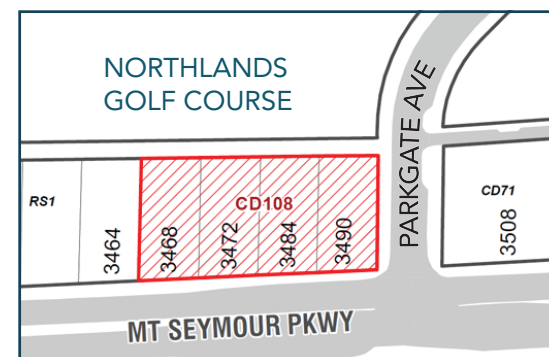 NORTHLANDS
GOLF COURSE
PARKGATE AVE
RS1
CD108
CD71
3464
3468
3472
3484
3490
3508
MT SEYMOUR PKWY